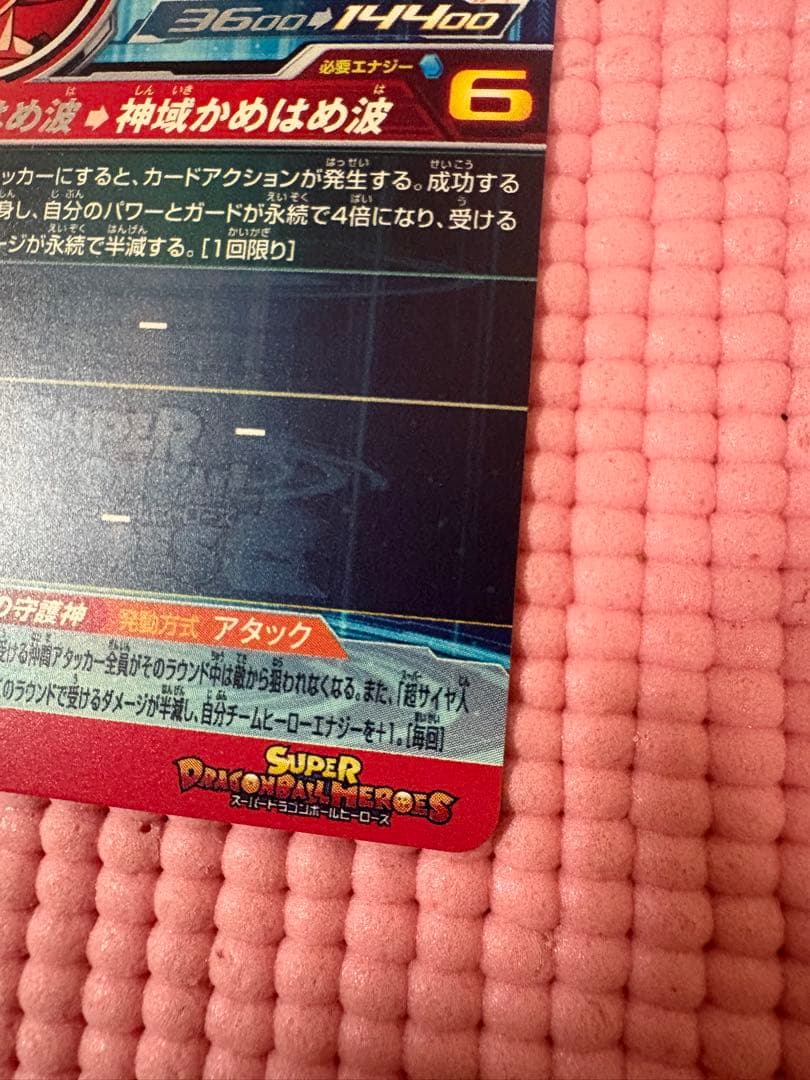 3600➡14400
必要エナジー 6
め波➡神域かめはめ波
ッカーにすると、カードアクションが発生する。成功する
身し、自分のパワーとガードが永続で4倍になり、受ける
ージが永続で半減する。[1回限り]
ー
ー
ー
の守護神 発動方式 アタック
受ける仲間アタッカー全員がそのラウンド中は敵から狙われなくなる。また、「超サイヤ人
のラウンドで受けるダメージが半減し、自分チームヒーローエナジーを+1。[毎回]
SUPER
DRAGONBALL HEROES
スーパードラゴンボールヒーローズ